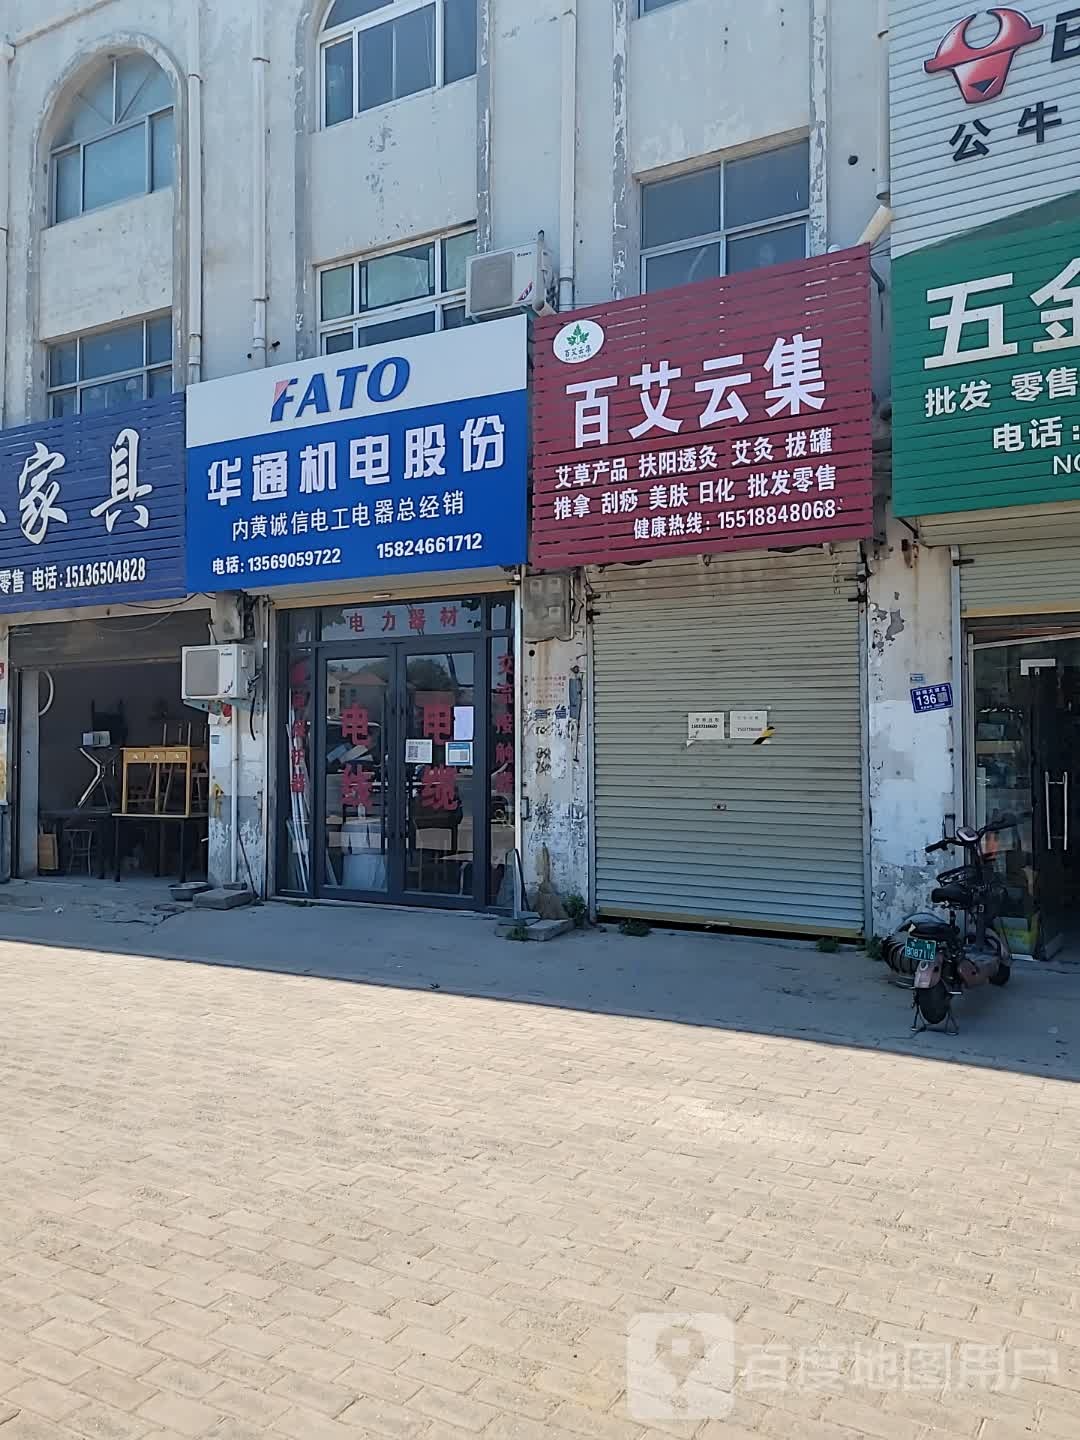 家具
零售 电话:15136504828
FATO
华通机电股份
内黄诚信电工电器总经销
电话:13569059722 15824661712
电力器材
电线
电缆
百艾云集
百艾云集
艾草产品 扶阳透灸 艾灸 拔罐
推拿 刮痧 美肤 日化 批发零售
健康热线:15518848068
公牛
五金
批发 零售
电话:
136
百度地图用户